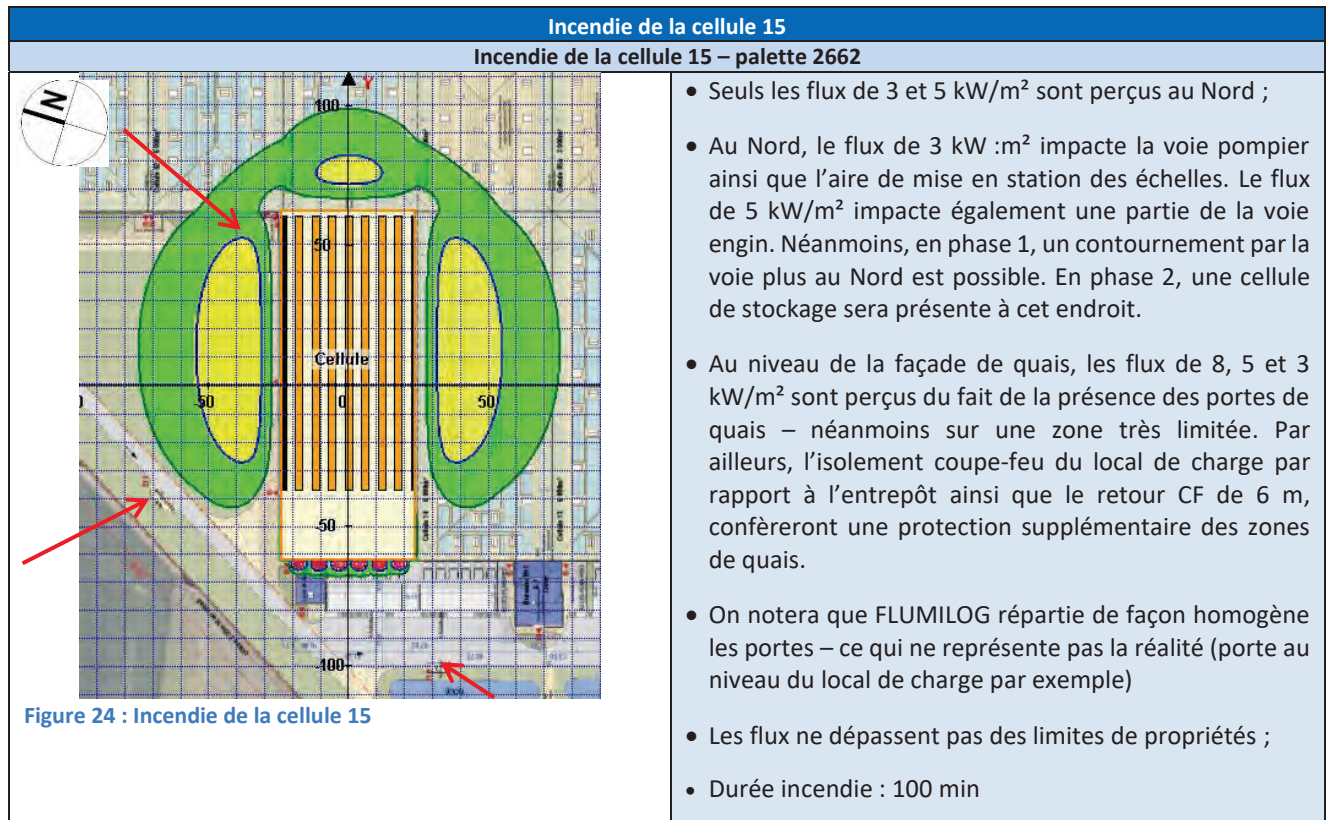 Incendie de la cellule 15
Incendie de la cellule 15 – palette 2662
N
Y
100
50
Cellule
-50
0
50
-50
-100
Figure 24 : Incendie de la cellule 15
• Seuls les flux de 3 et 5 kW/m² sont perçus au Nord ;
• Au Nord, le flux de 3 kW :m² impacte la voie pompier
ainsi que l’aire de mise en station des échelles. Le flux
de 5 kW/m² impacte également une partie de la voie
engin. Néanmoins, en phase 1, un contournement par la
voie plus au Nord est possible. En phase 2, une cellule
de stockage sera présente à cet endroit.
• Au niveau de la façade de quais, les flux de 8, 5 et 3
kW/m² sont perçus du fait de la présence des portes de
quais – néanmoins sur une zone très limitée. Par
ailleurs, l’isolement coupe-feu du local de charge par
rapport à l’entrepôt ainsi que le retour CF de 6 m,
confèreront une protection supplémentaire des zones
de quais.
• On notera que FLUMILOG répartie de façon homogène
les portes – ce qui ne représente pas la réalité (porte au
niveau du local de charge par exemple)
• Les flux ne dépassent pas des limites de propriétés ;
• Durée incendie : 100 min